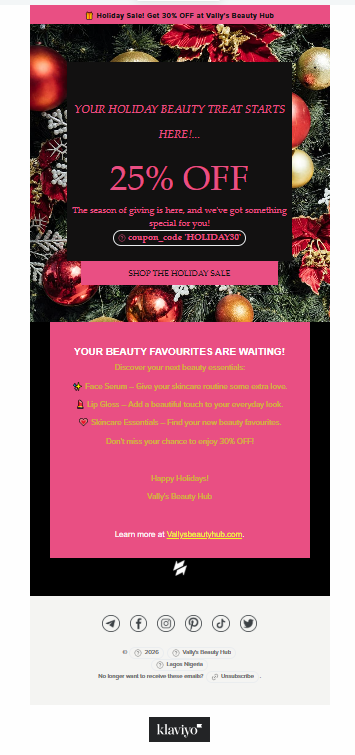 Holiday Sale! Get 30% OFF at Vally's Beauty Hub
YOUR HOLIDAY BEAUTY TREAT STARTS
HERE!...
25% OFF
The season of giving is here, and we've got something
special for you!
coupon_code 'HOLIDAY30'
SHOP THE HOLIDAY SALE
YOUR BEAUTY FAVOURITES ARE WAITING!
Discover your next beauty essentials:
Face Serum – Give your skincare routine some extra love.
Lip Gloss – Add a beautiful touch to your everyday look.
Skincare Essentials – Find your new beauty favourites.
Don't miss your chance to enjoy 30% OFF!
Happy Holidays!
Vally's Beauty Hub
Learn more at Vallysbeautyhub.com.
© 2026 Vally's Beauty Hub
Lagos Nigeria
No longer want to receive these emails? Unsubscribe .
klaviyo